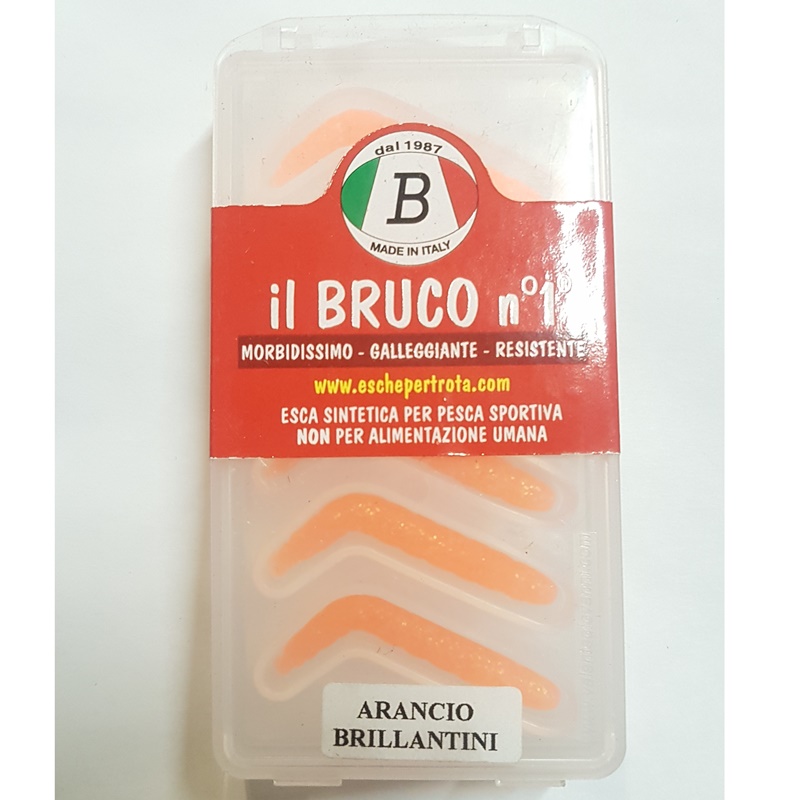 dal 1987
B
MADE IN ITALY
il BRUCO n°1®
MORBIDISSIMO - GALLEGGIANTE - RESISTENTE
www.eschepertrota.com
ESCA SINTETICA PER PESCA SPORTIVA
NON PER ALIMENTAZIONE UMANA
ARANCIO
BRILLANTINI